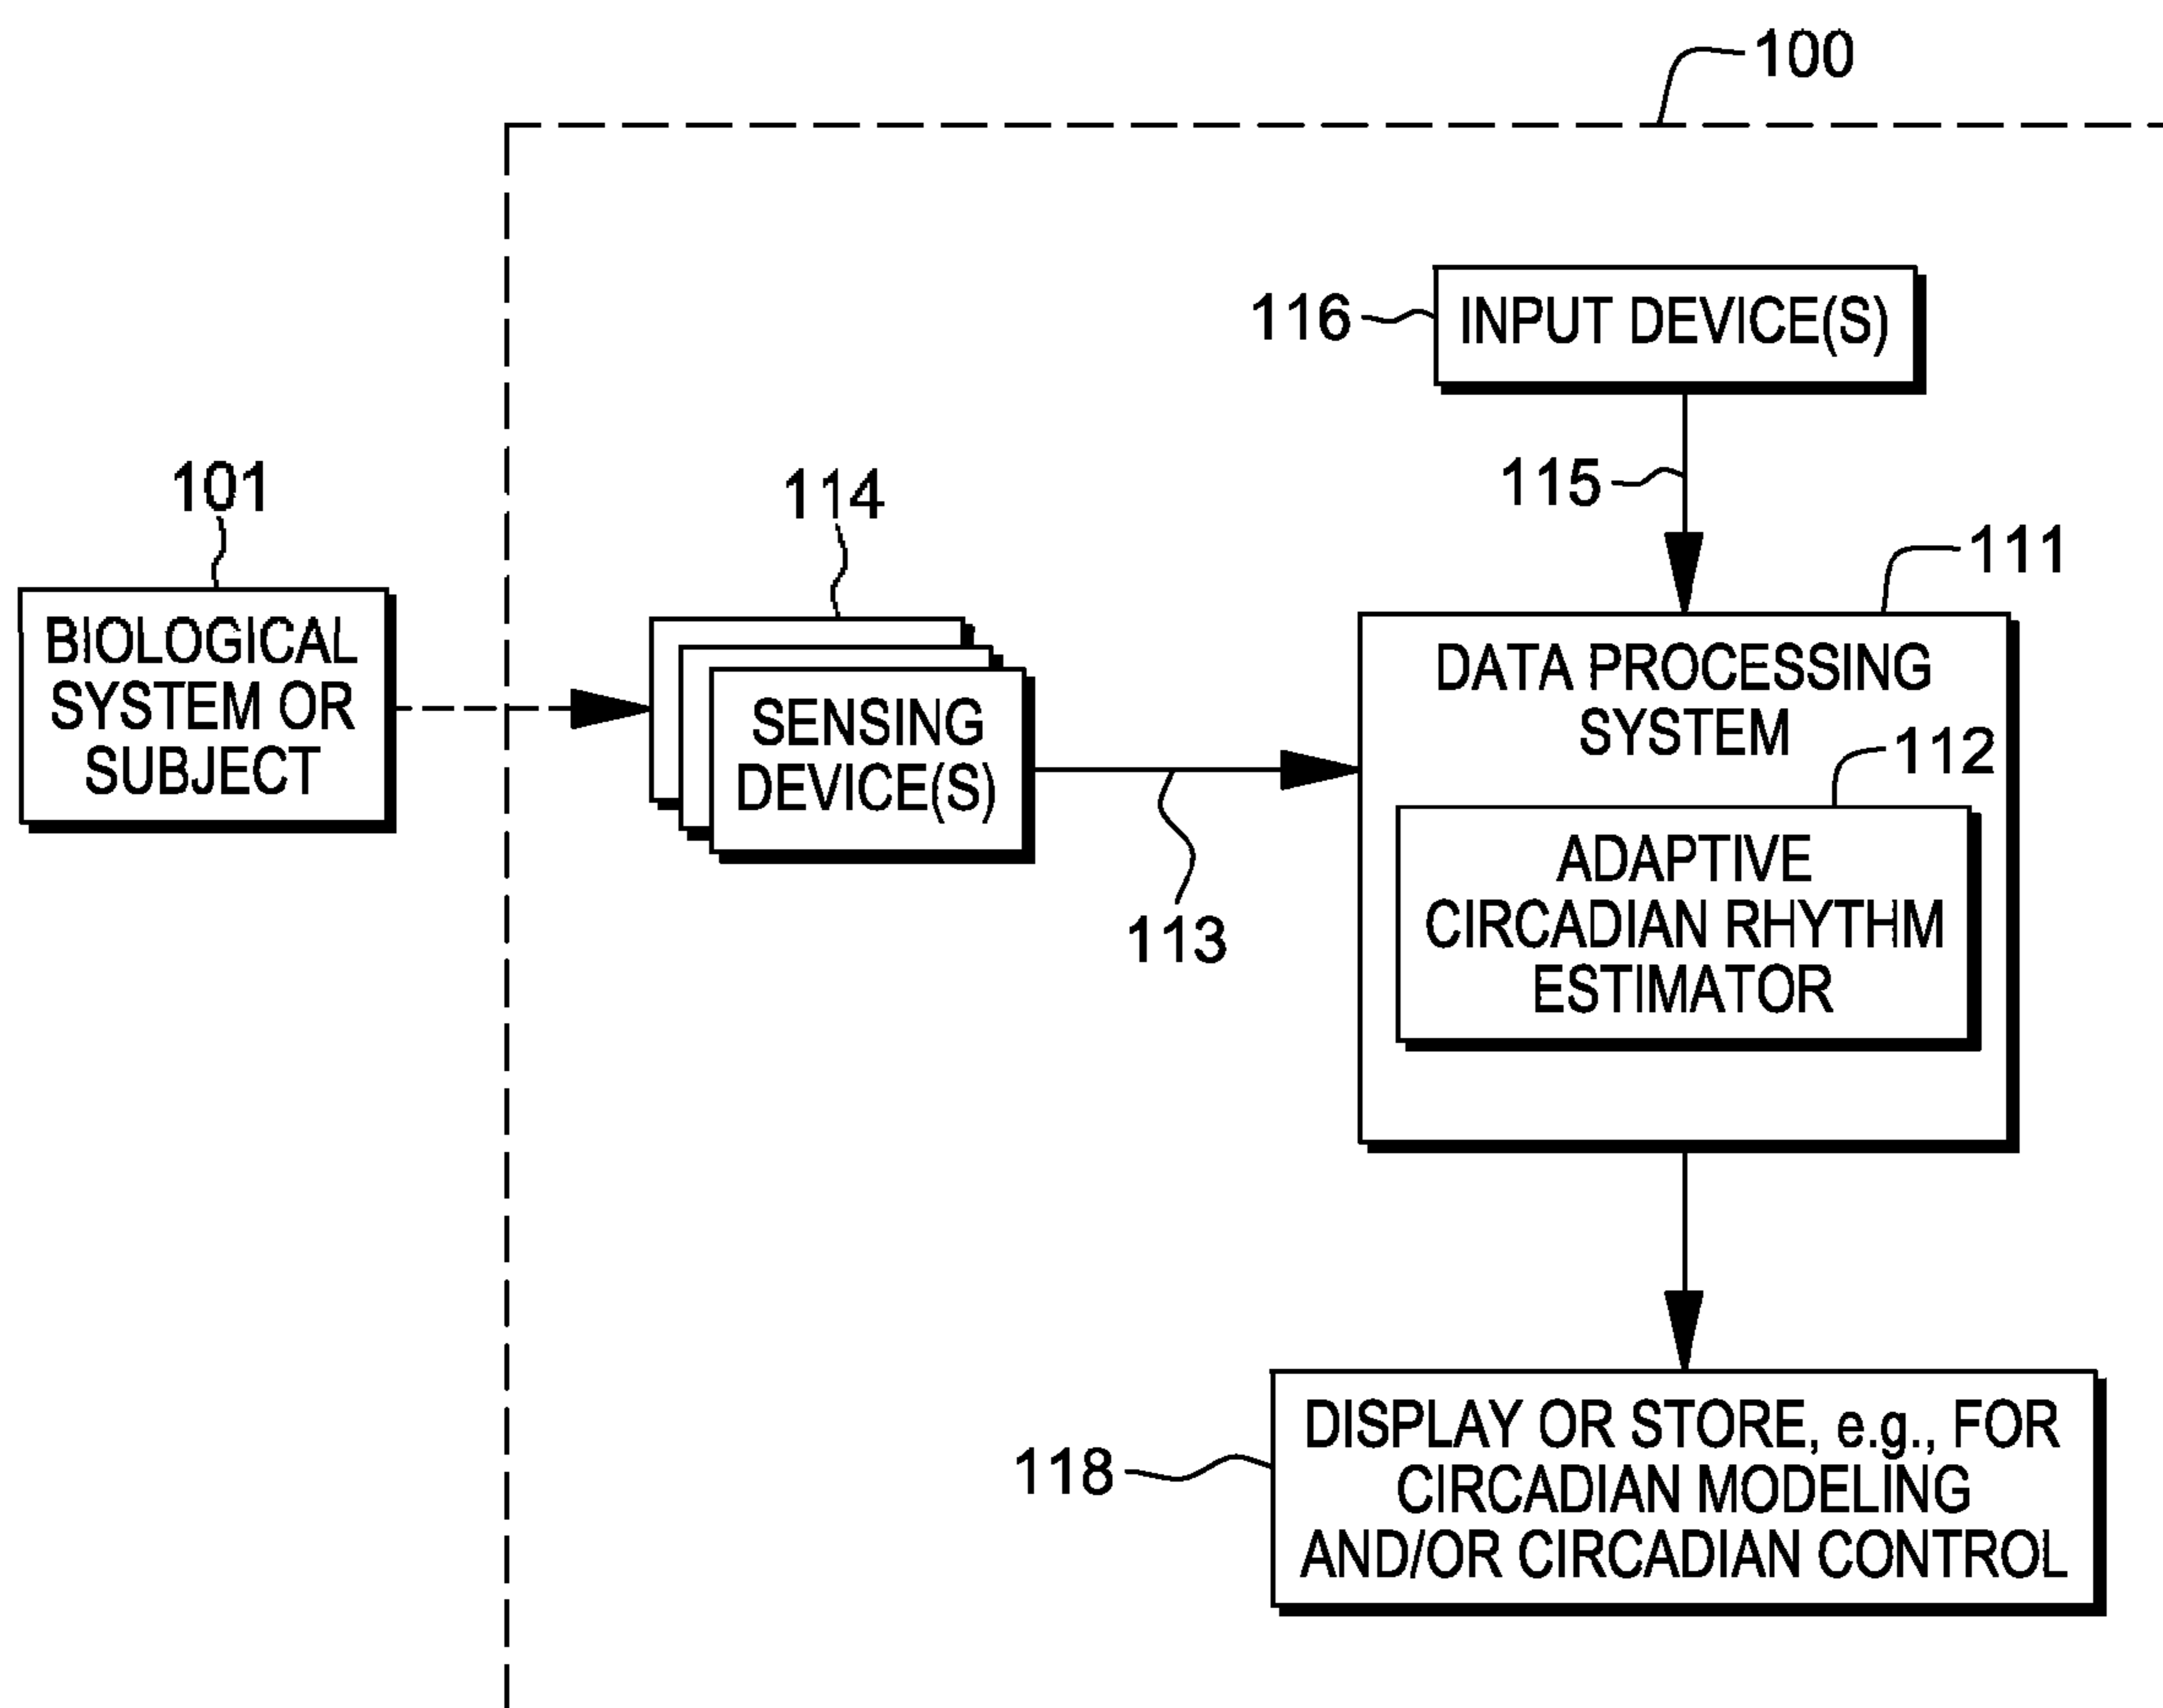 100
116
INPUT DEVICE(S)
115
101
114
111
BIOLOGICAL
SYSTEM OR
SUBJECT
SENSING
DEVICE(S)
113
DATA PROCESSING
SYSTEM
112
ADAPTIVE
CIRCADIAN RHYTHM
ESTIMATOR
118
DISPLAY OR STORE, e.g., FOR
CIRCADIAN MODELING
AND/OR CIRCADIAN CONTROL